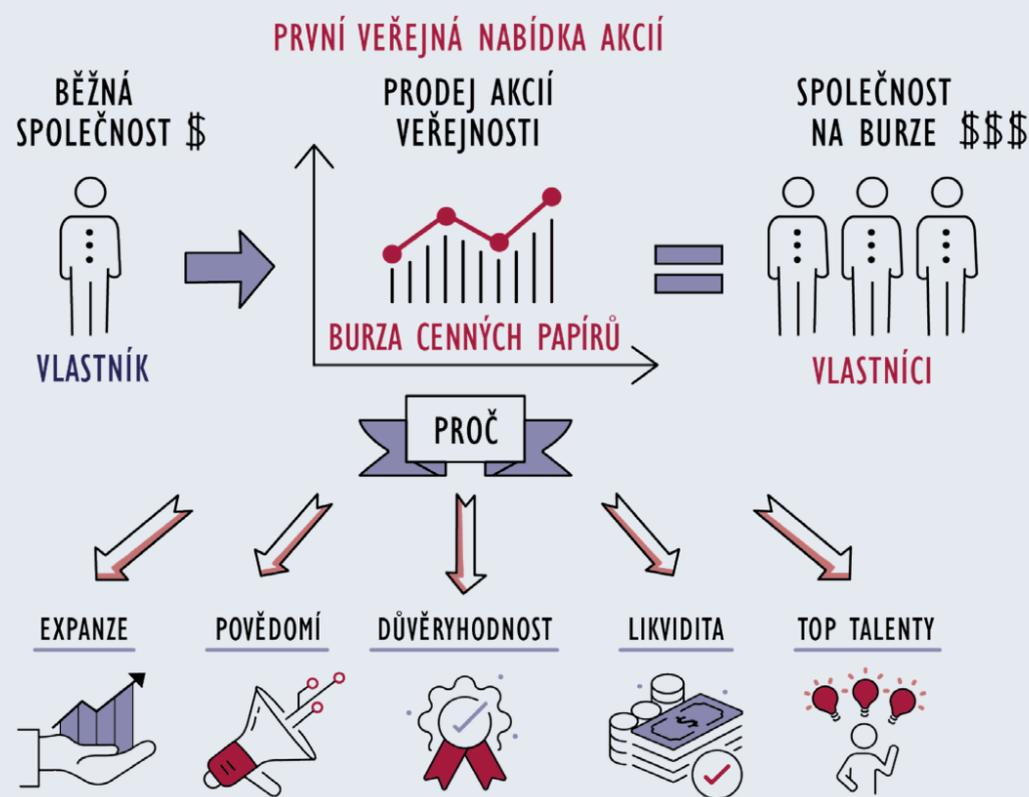 PRVNÍ VEŘEJNÁ NABÍDKA AKCIÍ
BĚŽNÁ
SPOLEČNOST $
PRODEJ AKCIÍ
VEŘEJNOSTI
SPOLEČNOST
NA BURZE $$$
BURZA CENNÝCH PAPÍRŮ
VLASTNÍK
VLASTNÍCI
PROČ
EXPANZE
POVĚDOMÍ
DŮVĚRYHODNOST
LIKVIDITA
TOP TALENTY
$